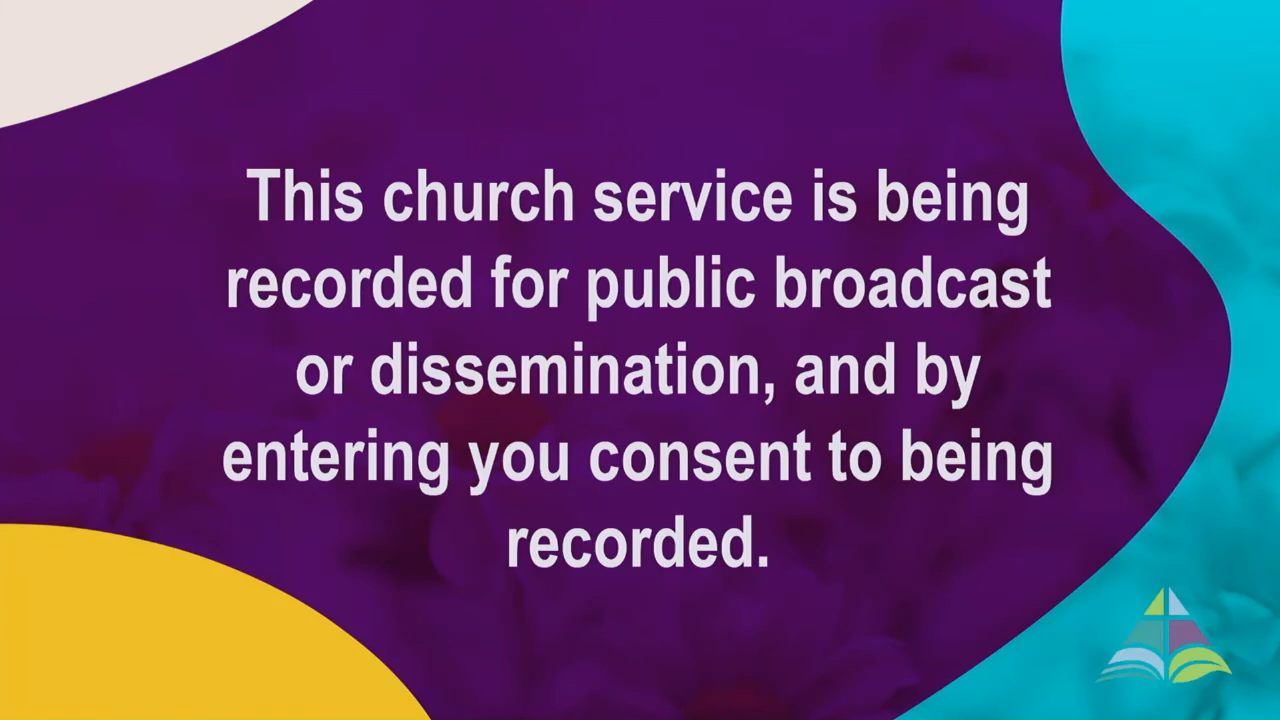 This church service is being
recorded for public broadcast
or dissemination, and by
entering you consent to being
recorded.